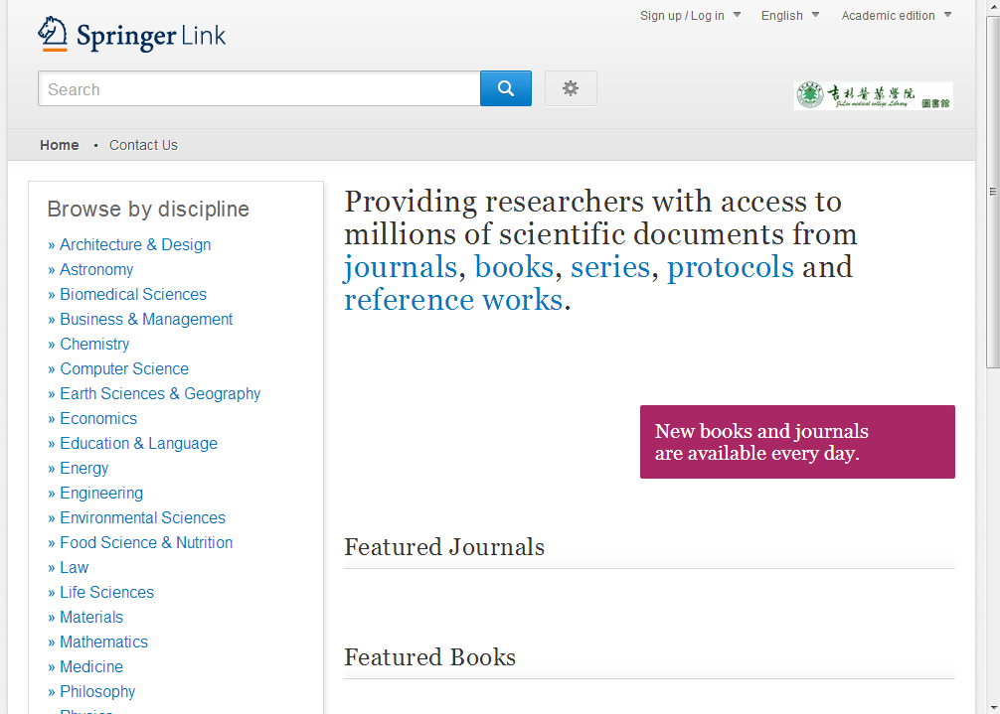 Sign up / Log in English Academic edition
Springer Link
Search
吉林醫藥學院
JiLin medical college Library
圖書館
Home • Contact Us
Browse by discipline
» Architecture & Design
» Astronomy
» Biomedical Sciences
» Business & Management
» Chemistry
» Computer Science
» Earth Sciences & Geography
» Economics
» Education & Language
» Energy
» Engineering
» Environmental Sciences
» Food Science & Nutrition
» Law
» Life Sciences
» Materials
» Mathematics
» Medicine
» Philosophy
» Physics
Providing researchers with access to
millions of scientific documents from
journals, books, series, protocols and
reference works.
New books and journals
are available every day.
Featured Journals
Featured Books